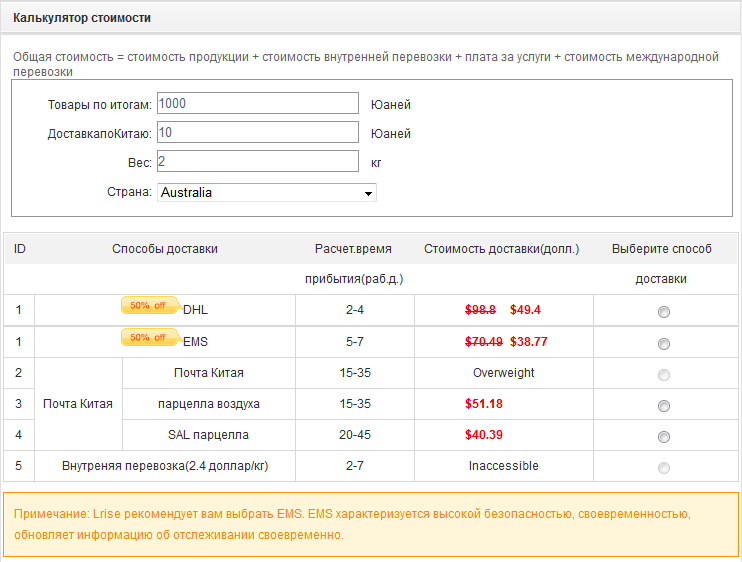 Калькулятор стоимости
Общая стоимость = стоимость продукции + стоимость внутренней перевозки + плата за услуги + стоимость международной
перевозки
Товары по итогам: 1000 Юаней
ДоставкапоКитаю: 10 Юаней
Вес: 2 кг
Страна: Australia
ID Способы доставки Расчет.время Стоимость доставки(долл.) Выберите способ
прибытия(раб.д.) доставки
1 50% off DHL 2-4 $98.8 $49.4
1 50% off EMS 5-7 $70.49 $38.77
2 Почта Китая 15-35 Overweight
3 Почта Китая парцелла воздуха 15-35 $51.18
4 SAL парцелла 20-45 $40.39
5 Внутреняя перевозка(2.4 доллар/кг) 2-7 Inaccessible
Примечание: Lrise рекомендует вам выбрать EMS. EMS характеризуется высокой безопасностью, своевременностью,
обновляет информацию об отслеживании своевременно.